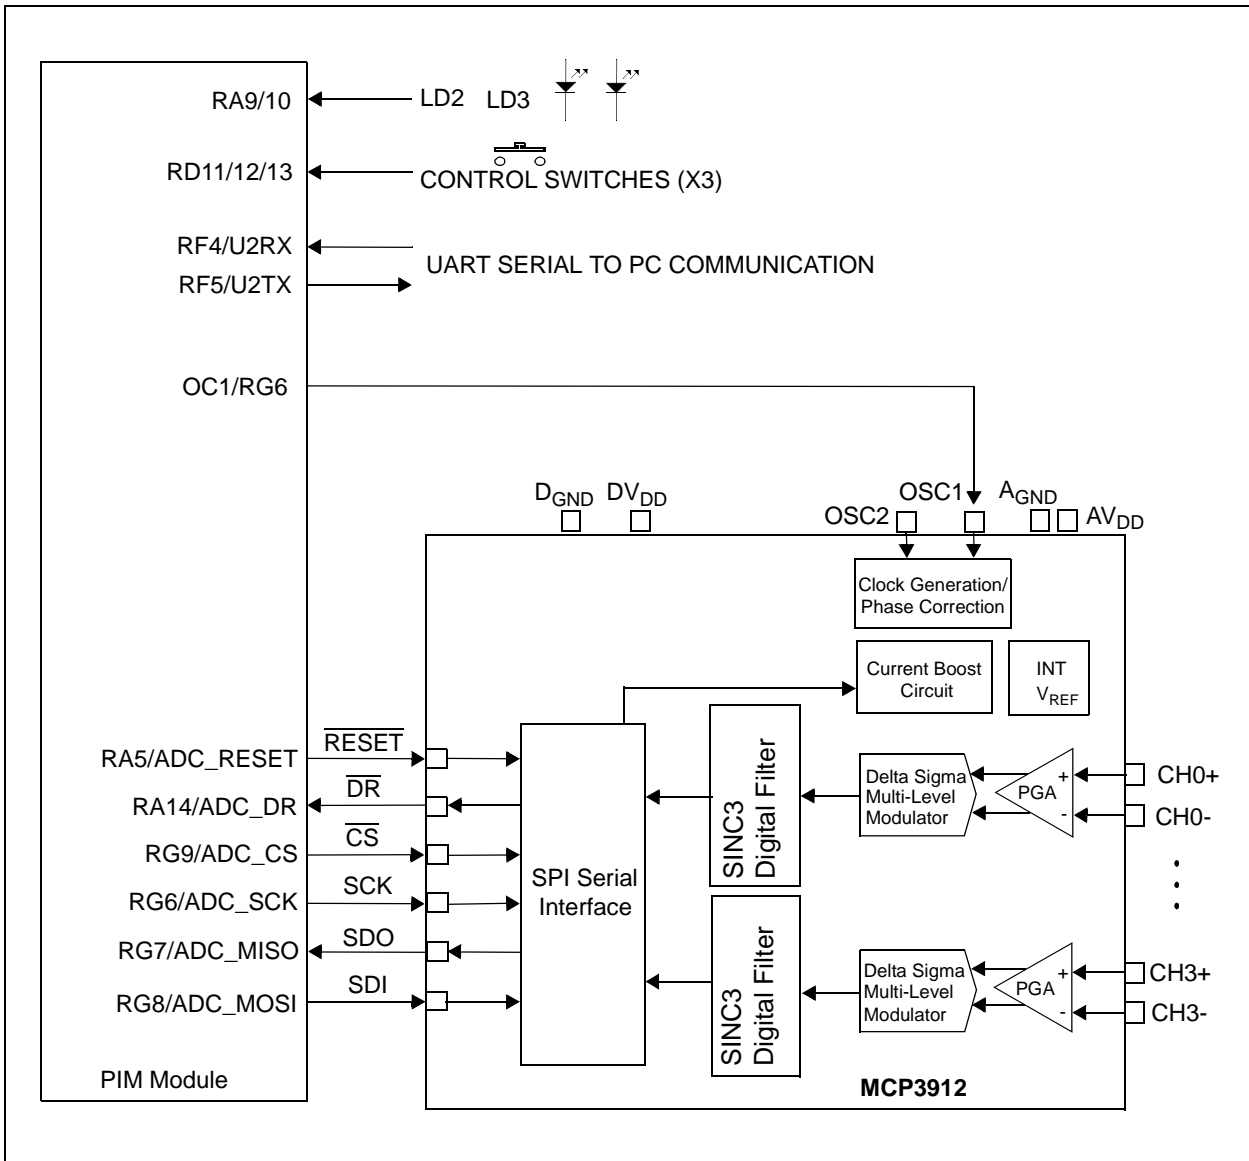 RA9/10
LD2 LD3
RD11/12/13
CONTROL SWITCHES (X3)
RF4/U2RX
UART SERIAL TO PC COMMUNICATION
RF5/U2TX
OC1/RG6
DGND
DVDD
OSC2
OSC1
AGND
AVDD
Clock Generation/
Phase Correction
Current Boost
Circuit
INT
VREF
RA5/ADC_RESET
RESET
RA14/ADC_DR
DR
RG9/ADC_CS
CS
RG6/ADC_SCK
SCK
RG7/ADC_MISO
SDO
RG8/ADC_MOSI
SDI
PIM Module
SPI Serial
Interface
SINC3
Digital Filter
Delta Sigma
Multi-Level
Modulator
PGA
+
-
CH0+
CH0-
SINC3
Digital Filter
Delta Sigma
Multi-Level
Modulator
PGA
+
-
CH3+
CH3-
MCP3912